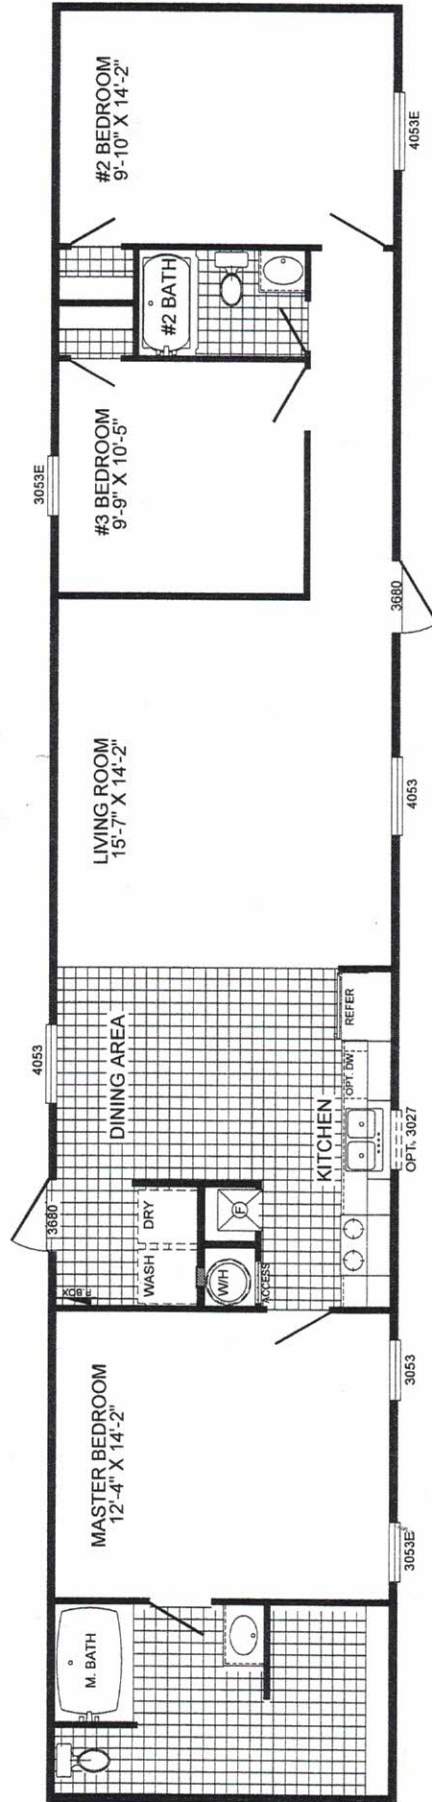 #2 BEDROOM
9'-10" X 14'-2"
4053E
#2 BATH
3053E
#3 BEDROOM
9'-9" X 10'-5"
3680
LIVING ROOM
15'-7" X 14'-2"
4053
4053
DINING AREA
KITCHEN
REFER
OPT. DW
OPT. 3027
3680
P. BOX
WASH
DRY
F
W/H
ACCESS
MASTER BEDROOM
12'-4" X 14'-2"
3053
3053E
M. BATH